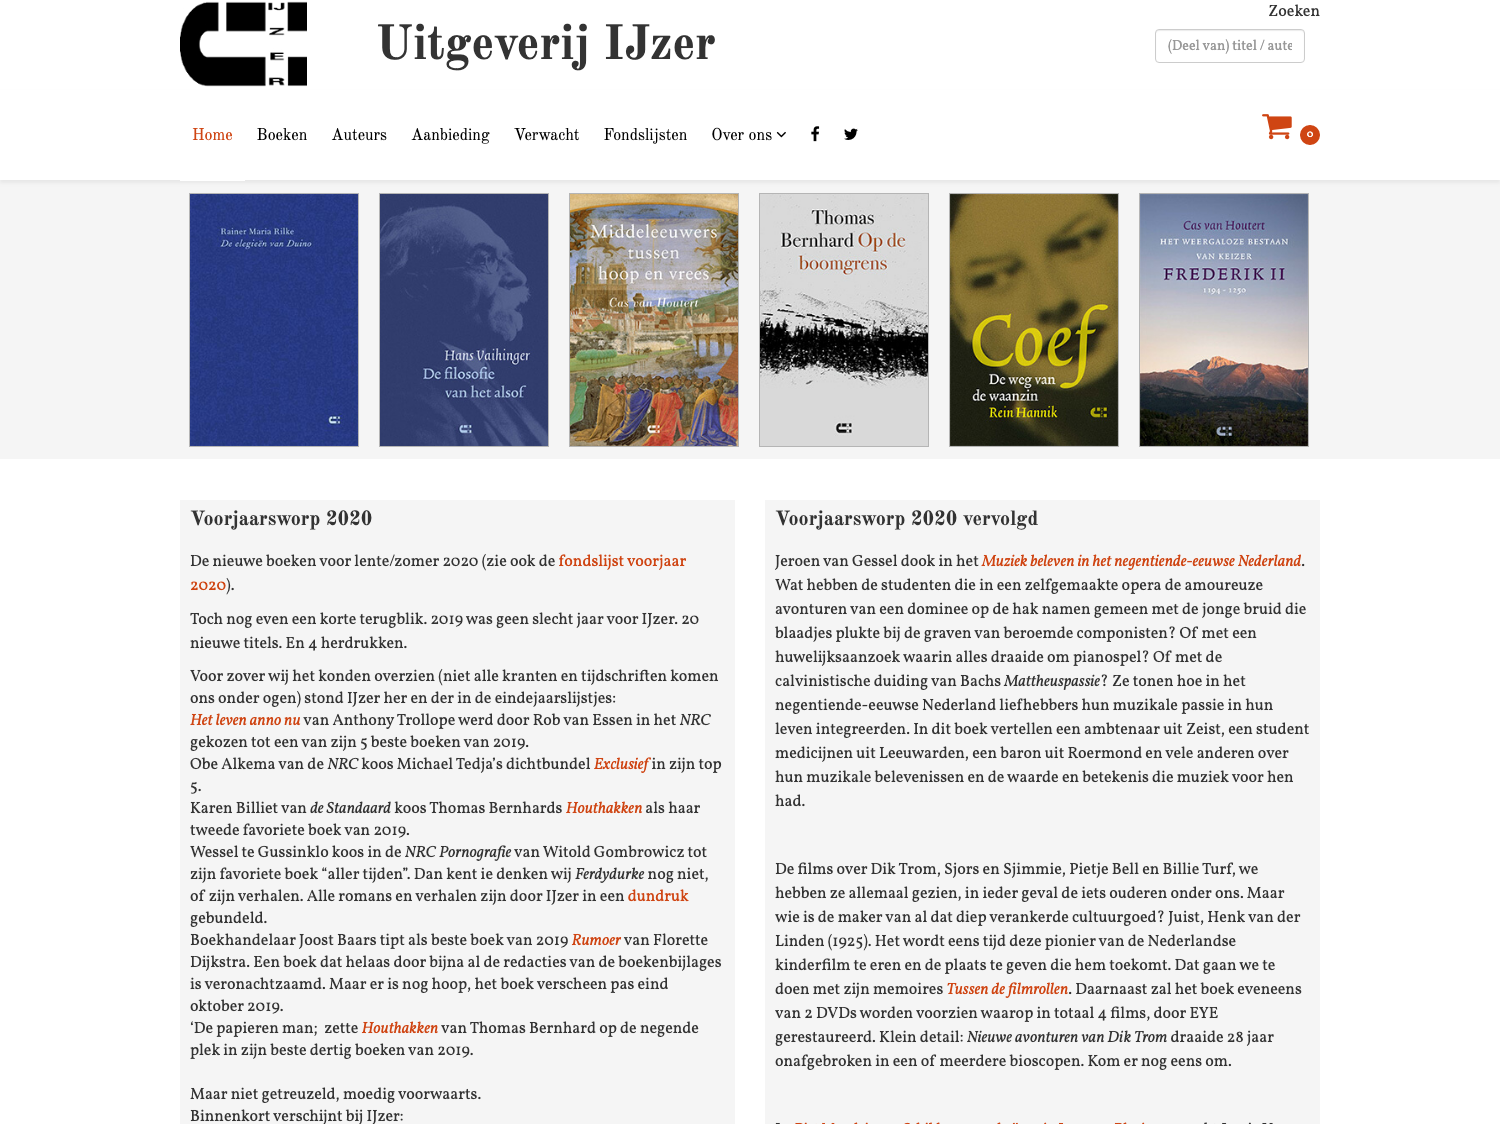 IJ
Z
E
R
Uitgeverij IJzer
Zoeken
(Deel van) titel / aute
Home Boeken Auteurs Aanbieding Verwacht Fondslijsten Over ons
0
Rainer Maria Rilke
De elegieën van Duino
Hans Vaihinger
De filosofie
van het alsof
Middeleeuwers
tussen
hoop en vrees
Cas van Houtert
Thomas
Bernhard Op de
boomgrens
Coef
De weg van
de waanzin
Rein Hannik
Cas van Houtert
HET WEERGALOZE BESTAAN
VAN KEIZER
FREDERIK II
1194 - 1250
Voorjaarsworp 2020
De nieuwe boeken voor lente/zomer 2020 (zie ook de fondslijst voorjaar
2020).
Toch nog even een korte terugblik. 2019 was geen slecht jaar voor IJzer. 20
nieuwe titels. En 4 herdrukken.
Voor zover wij het konden overzien (niet alle kranten en tijdschriften komen
ons onder ogen) stond IJzer her en der in de eindejaarslijstjes:
Het leven anno nu van Anthony Trollope werd door Rob van Essen in het NRC
gekozen tot een van zijn 5 beste boeken van 2019.
Obe Alkema van de NRC koos Michael Tedja's dichtbundel Exclusief in zijn top
5.
Karen Billiet van de Standaard koos Thomas Bernhards Houthakken als haar
tweede favoriete boek van 2019.
Wessel te Gussinklo koos in de NRC Pornografie van Witold Gombrowicz tot
zijn favoriete boek “aller tijden”. Dan kent ie denken wij Ferdydurke nog niet,
of zijn verhalen. Alle romans en verhalen zijn door IJzer in een dundruk
gebundeld.
Boekhandelaar Joost Baars tipt als beste boek van 2019 Rumoer van Florette
Dijkstra. Een boek dat helaas door bijna al de redacties van de boekenbijlages
is veronachtzaamd. Maar er is nog hoop, het boek verscheen pas eind
oktober 2019.
‘De papieren man;  zette Houthakken van Thomas Bernhard op de negende
plek in zijn beste dertig boeken van 2019.
Maar niet getreuzeld, moedig voorwaarts.
Binnenkort verschijnt bij IJzer:
Voorjaarsworp 2020 vervolgd
Jeroen van Gessel dook in het Muziek beleven in het negentiende-eeuwse Nederland.
Wat hebben de studenten die in een zelfgemaakte opera de amoureuze
avonturen van een dominee op de hak namen gemeen met de jonge bruid die
blaadjes plukte bij de graven van beroemde componisten? Of met een
huwelijksaanzoek waarin alles draaide om pianospel? Of met de
calvinistische duiding van Bachs Mattheuspassie? Ze tonen hoe in het
negentiende-eeuwse Nederland liefhebbers hun muzikale passie in hun
leven integreerden. In dit boek vertellen een ambtenaar uit Zeist, een student
medicijnen uit Leeuwarden, een baron uit Roermond en vele anderen over
hun muzikale belevenissen en de waarde en betekenis die muziek voor hen
had.
De films over Dik Trom, Sjors en Sjimmie, Pietje Bell en Billie Turf, we
hebben ze allemaal gezien, in ieder geval de iets ouderen onder ons. Maar
wie is de maker van al dat diep verankerde cultuurgoed? Juist, Henk van der
Linden (1925). Het wordt eens tijd deze pionier van de Nederlandse
kinderfilm te eren en de plaats te geven die hem toekomt. Dat gaan we te
doen met zijn memoires Tussen de filmrollen. Daarnaast zal het boek eveneens
van 2 DVDs worden voorzien waarop in totaal 4 films, door EYE
gerestaureerd. Klein detail: Nieuwe avonturen van Dik Trom draaide 28 jaar
onafgebroken in een of meerdere bioscopen. Kom er nog eens om.